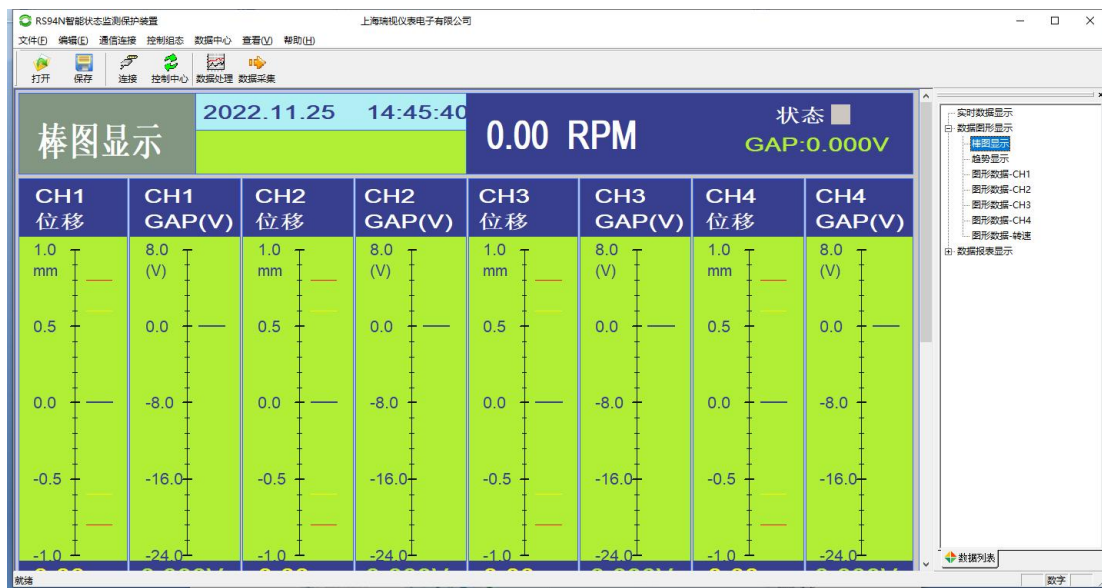 RS94N智能状态监测保护装置 上海瑞视仪表电子有限公司
文件(F) 编辑(E) 通信连接 控制组态 数据中心 查看(V) 帮助(H)
打开 保存 连接 控制中心 数据处理 数据采集
棒图显示
2022.11.25 14:45:40
0.00 RPM
状态
GAP:0.000V
CH1 CH1 CH2 CH2 CH3 CH3 CH4 CH4
位移 GAP(V) 位移 GAP(V) 位移 GAP(V) 位移 GAP(V)
1.0 8.0 1.0 8.0 1.0 8.0 1.0 8.0
mm (V) mm (V) mm (V) mm (V)
0.5 0.0 0.5 0.0 0.5 0.0 0.5 0.0
0.0 -8.0 0.0 -8.0 0.0 -8.0 0.0 -8.0
-0.5 -16.0 -0.5 -16.0 -0.5 -16.0 -0.5 -16.0
-1.0 -24.0 -1.0 -24.0 -1.0 -24.0 -1.0 -24.0
实时数据显示
数据图形显示
棒图显示
趋势显示
图形数据-CH1
图形数据-CH2
图形数据-CH3
图形数据-CH4
图形数据-转速
数据报表显示
数据列表
就绪 数字